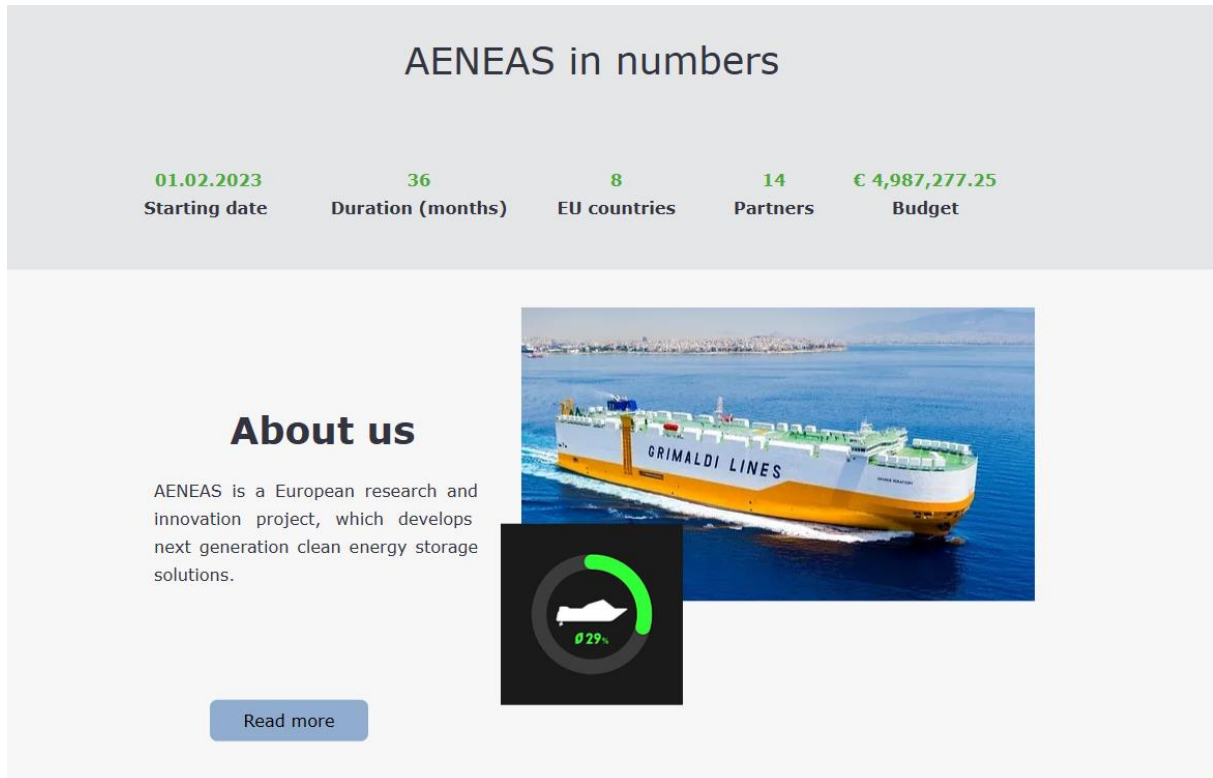 AENEAS in numbers
01.02.2023
Starting date
36
Duration (months)
8
EU countries
14
Partners
€ 4,987,277.25
Budget
About us
AENEAS is a European research and
innovation project, which develops
next generation clean energy storage
solutions.
Read more
GRIMALDI LINES
29%